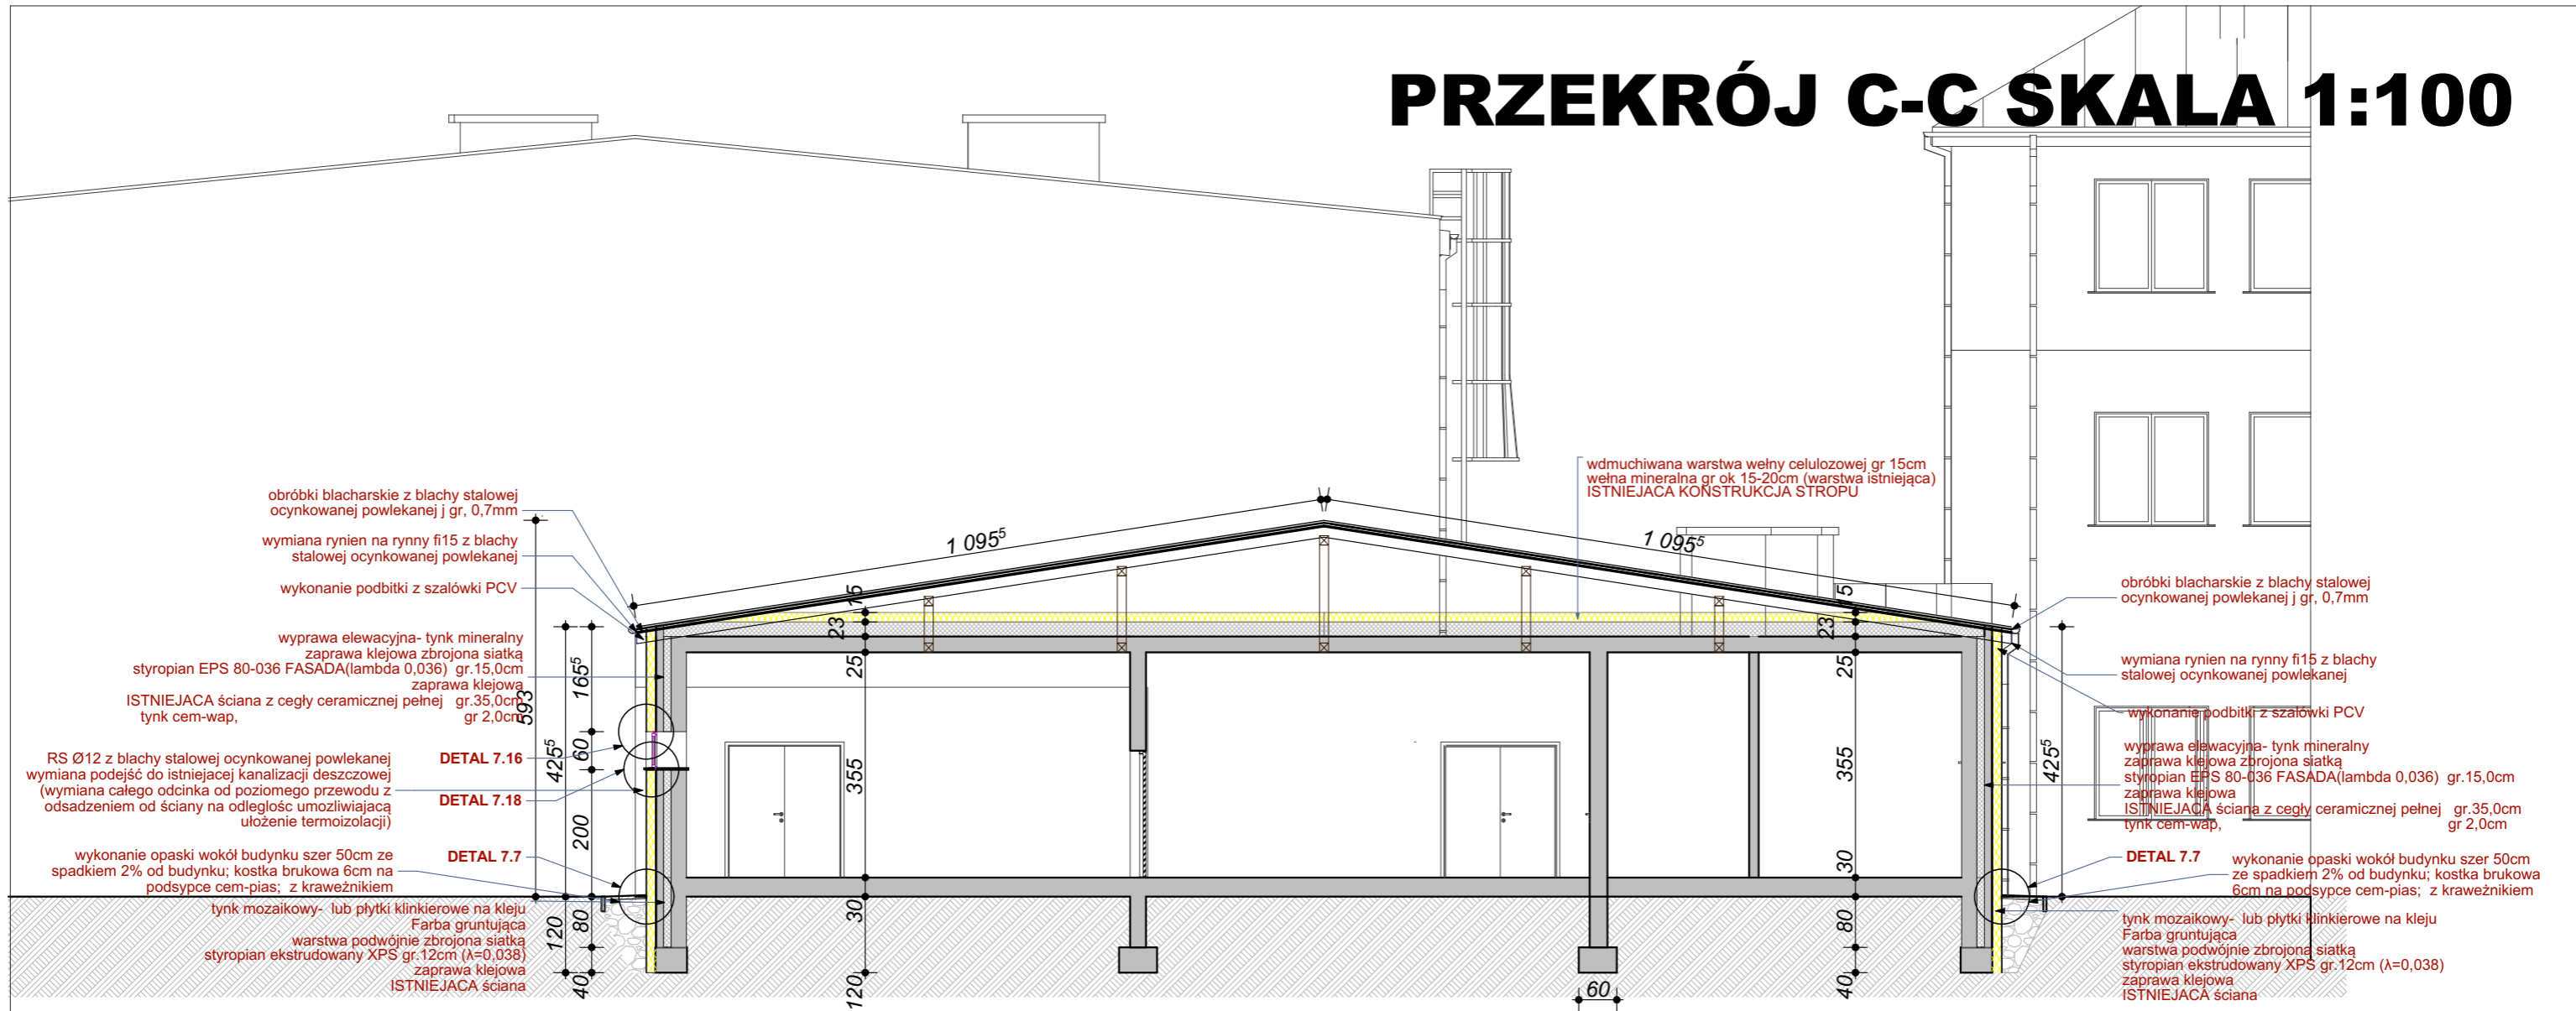 PRZEKRÓJ C-C SKALA 1:100
wdmuchiwana warstwa wełny celulozowej gr 15cm
wełna mineralna gr ok 15-20cm (warstwa istniejąca)
ISTNIEJACA KONSTRUKCJA STROPU
obróbki blacharskie z blachy stalowej
ocynkowanej powlekanej j gr, 0,7mm
wymiana rynien na rynny fi15 z blachy
stalowej ocynkowanej powlekanej
wykonanie podbitki z szalówki PCV
wyprawa elewacyjna- tynk mineralny
zaprawa klejowa zbrojona siatką
styropian EPS 80-036 FASADA(lambda 0,036) gr.15,0cm
zaprawa klejowa
ISTNIEJACA ściana z cegły ceramicznej pełnej gr.35,0cm
tynk cem-wap, gr 2,0cm
RS Ø12 z blachy stalowej ocynkowanej powlekanej
wymiana podejść do istniejacej kanalizacji deszczowej
(wymiana całego odcinka od poziomego przewodu z
odsadzeniem od ściany na odległośc umozliwiającą
ułożenie termoizolacji)
DETAL 7.16
DETAL 7.18
DETAL 7.7
wykonanie opaski wokół budynku szer 50cm ze
spadkiem 2% od budynku; kostka brukowa 6cm na
podsypce cem-pias; z kraweżnikiem
tynk mozaikowy- lub płytki klinkierowe na kleju
Farba gruntująca
warstwa podwójnie zbrojona siatką
styropian ekstrudowany XPS gr.12cm (λ=0,038)
zaprawa klejowa
ISTNIEJACA ściana
593
425⁵
120
165⁵
60
200
80
40
1 095⁵
1 095⁵
15
23
25
355
30
120
15
23
25
355
30
80
40
60
425⁵
obróbki blacharskie z blachy stalowej
ocynkowanej powlekanej j gr, 0,7mm
wymiana rynien na rynny fi15 z blachy
stalowej ocynkowanej powlekanej
wykonanie podbitki z szalówki PCV
wyprawa elewacyjna- tynk mineralny
zaprawa klejowa zbrojona siatką
styropian EPS 80-036 FASADA(lambda 0,036) gr.15,0cm
zaprawa klejowa
ISTNIEJACA ściana z cegły ceramicznej pełnej gr.35,0cm
tynk cem-wap, gr 2,0cm
DETAL 7.7
wykonanie opaski wokół budynku szer 50cm
ze spadkiem 2% od budynku; kostka brukowa
6cm na podsypce cem-pias; z kraweżnikiem
tynk mozaikowy- lub płytki klinkierowe na kleju
Farba gruntująca
warstwa podwójnie zbrojona siatką
styropian ekstrudowany XPS gr.12cm (λ=0,038)
zaprawa klejowa
ISTNIEJACA ściana